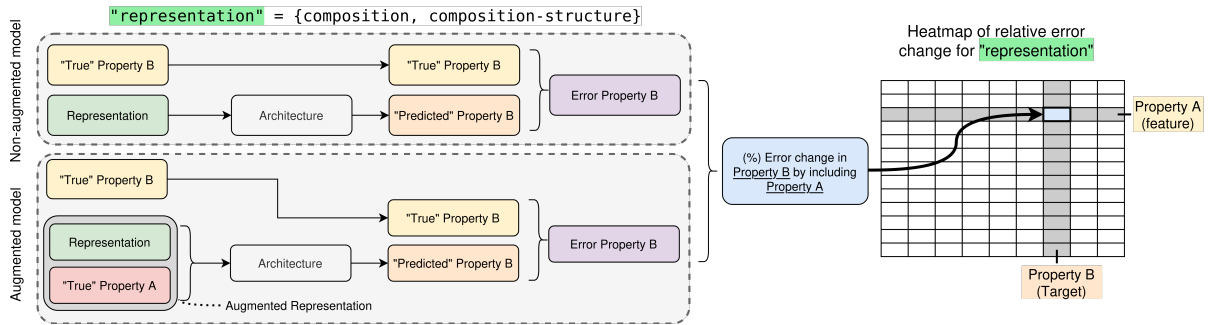 "representation" = {composition, composition-structure}
Non-augmented model
"True" Property B
"True" Property B
Representation
Architecture
"Predicted" Property B
Error Property B
Augmented model
"True" Property B
"True" Property B
Representation
"True" Property A
Architecture
"Predicted" Property B
Error Property B
Augmented Representation
(%) Error change in
Property B by including
Property A
Heatmap of relative error
change for "representation"
Property A
(feature)
Property B
(Target)